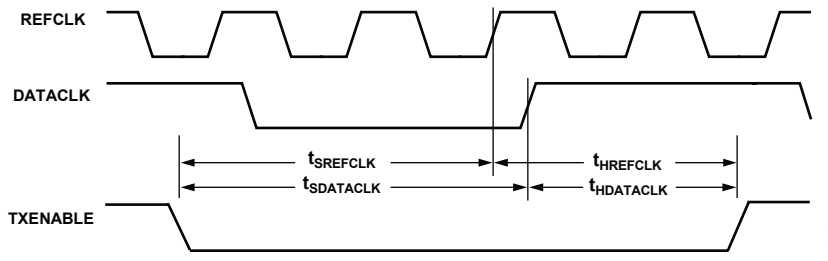 REFCLK
DATACLK
tSREFCLK
tHREFCLK
tSDATACLK
tHDATACLK
TXENABLE